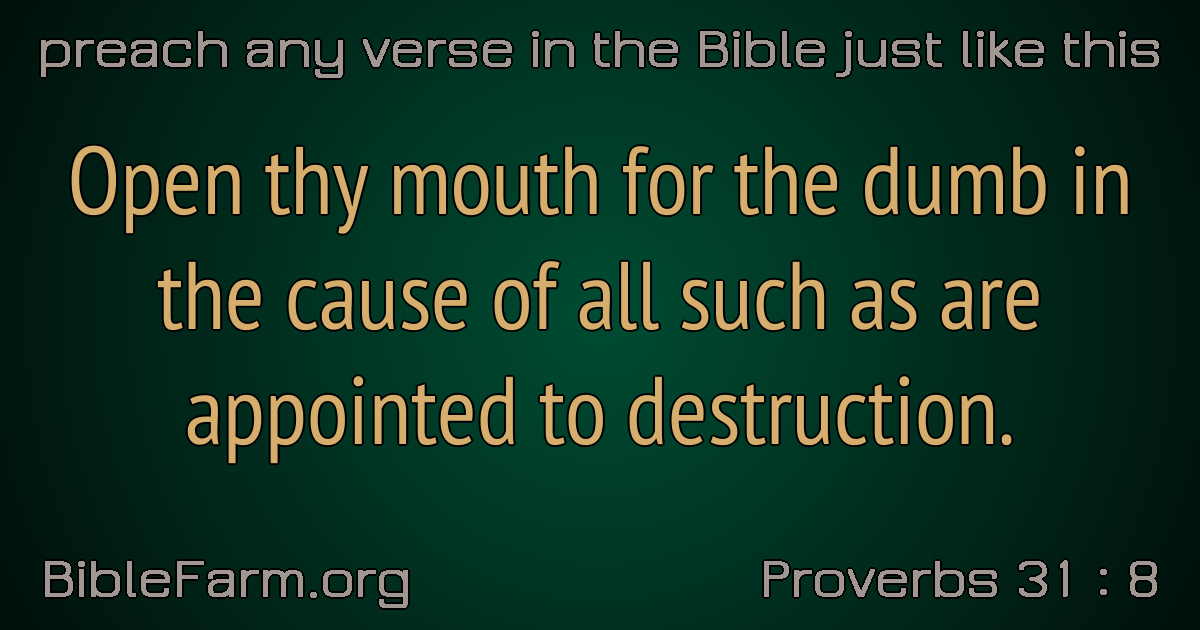 preach any verse in the Bible just like this
Open thy mouth for the dumb in
the cause of all such as are
appointed to destruction.
BibleFarm.org
Proverbs 31 : 8